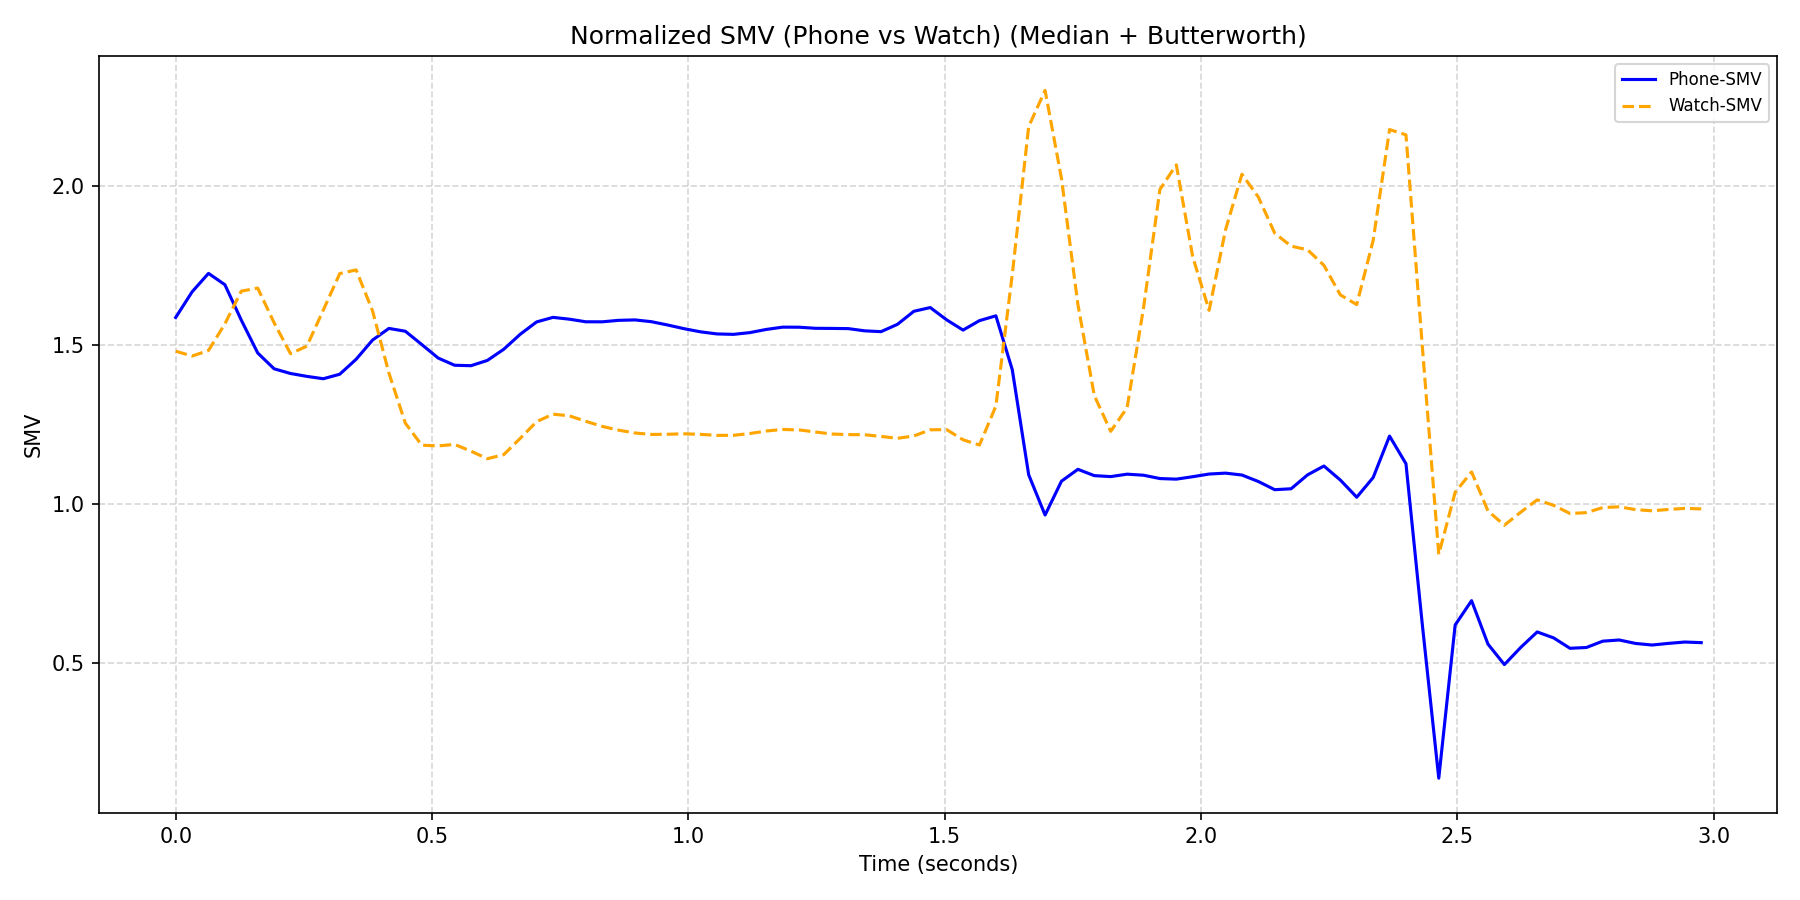 Normalized SMV (Phone vs Watch) (Median + Butterworth)
Phone-SMV
Watch-SMV
SMV
2.0
1.5
1.0
0.5
0.0 0.5 1.0 1.5 2.0 2.5 3.0
Time (seconds)